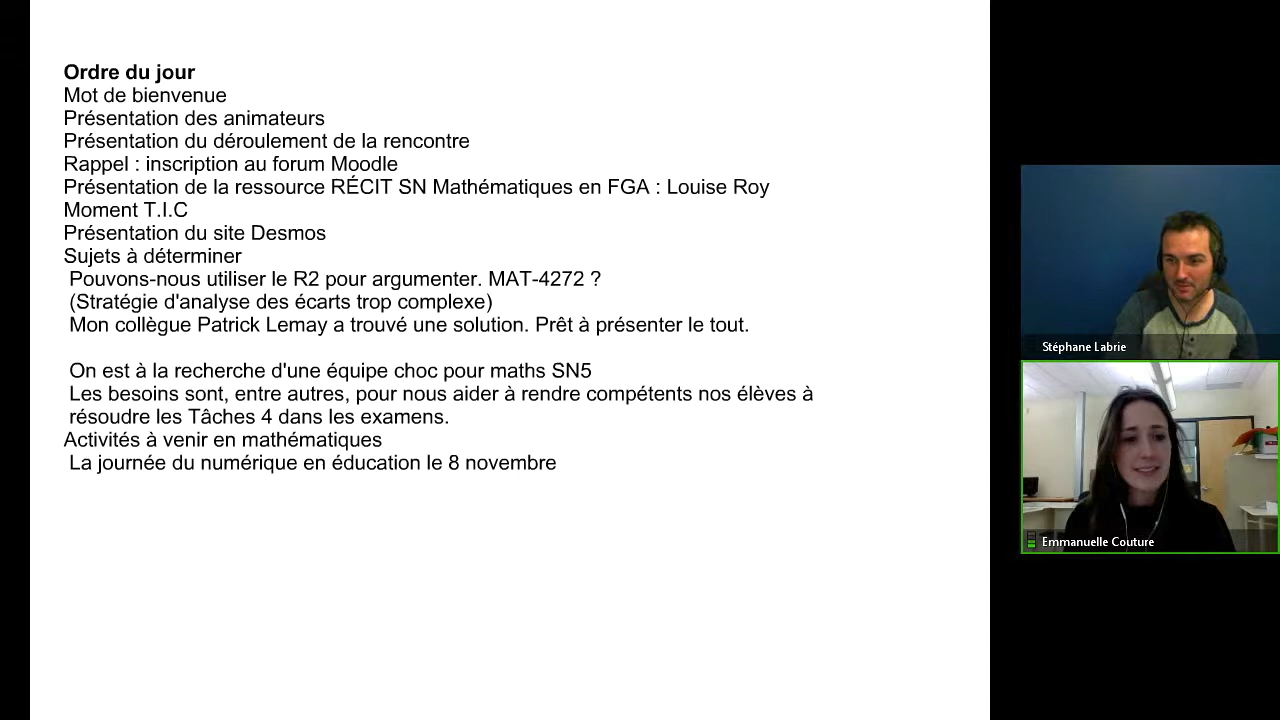 Ordre du jour
Mot de bienvenue
Présentation des animateurs
Présentation du déroulement de la rencontre
Rappel : inscription au forum Moodle
Présentation de la ressource RÉCIT SN Mathématiques en FGA : Louise Roy
Moment T.I.C
Présentation du site Desmos
Sujets à déterminer
Pouvons-nous utiliser le R2 pour argumenter. MAT-4272 ?
(Stratégie d'analyse des écarts trop complexe)
Mon collègue Patrick Lemay a trouvé une solution. Prêt à présenter le tout.
On est à la recherche d'une équipe choc pour maths SN5
Les besoins sont, entre autres, pour nous aider à rendre compétents nos élèves à
résoudre les Tâches 4 dans les examens.
Activités à venir en mathématiques
La journée du numérique en éducation le 8 novembre
Stéphane Labrie
Emmanuelle Couture